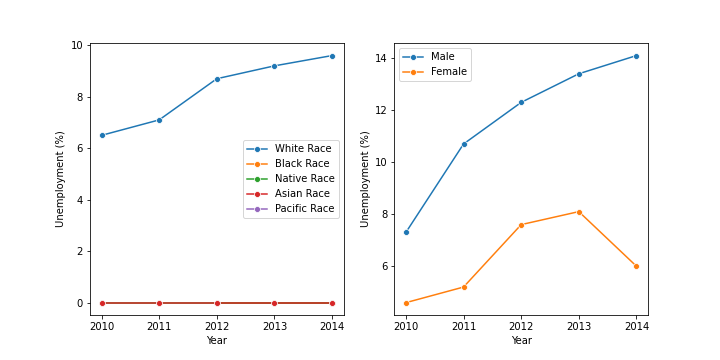 10
8
6
4
2
0
Unemployment (%)
White Race
Black Race
Native Race
Asian Race
Pacific Race
2010 2011 2012 2013 2014
Year
14
12
10
8
6
Unemployment (%)
Male
Female
2010 2011 2012 2013 2014
Year